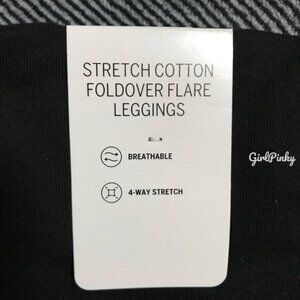 STRETCH COTTON
FOLDOVER FLARE
LEGGINGS
BREATHABLE
4-WAY STRETCH
GirlPinky